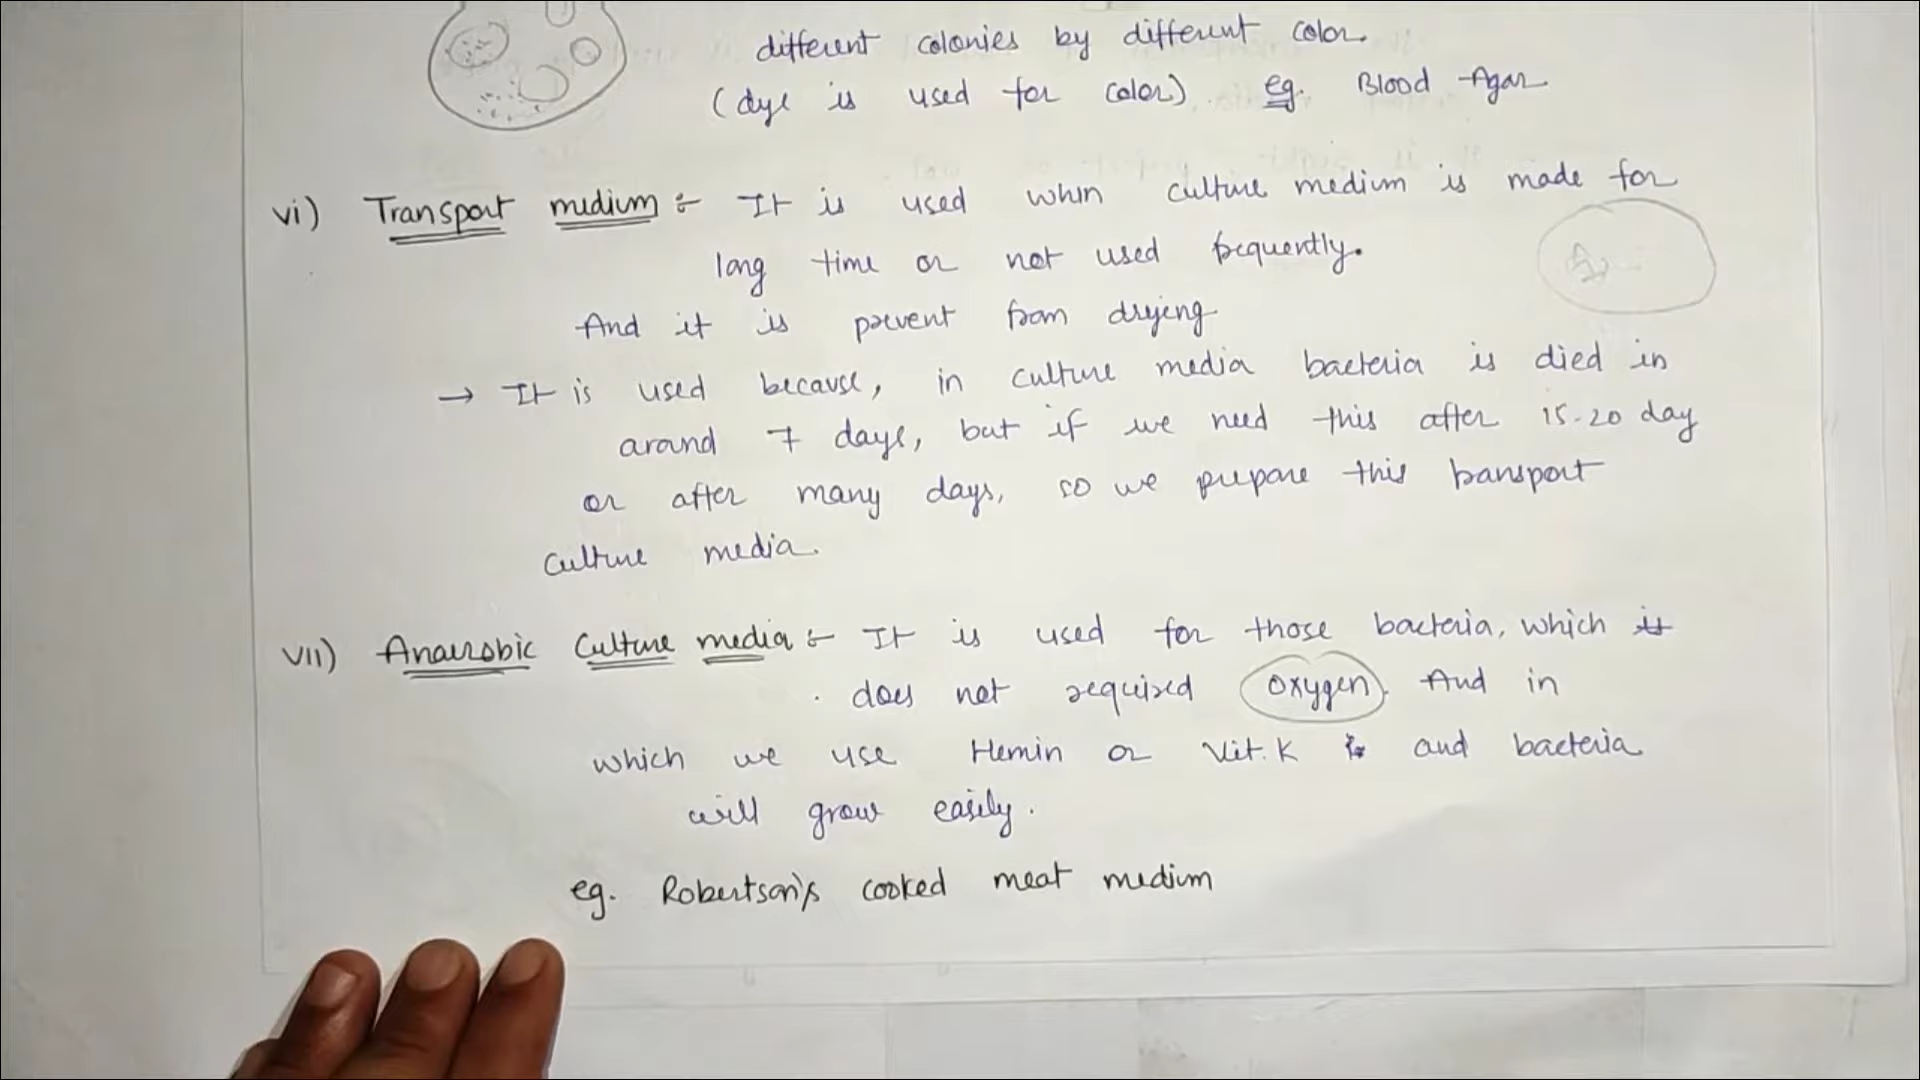 different colonies by different color.
(dye is used for color). eg. Blood Agar
vi) Transport medium :- It is used when culture medium is made for
long time or not used frequently.
And it is prevent from drying
→ It is used because, in culture media bacteria is died in
around 7 days, but if we need this after 15-20 day
or after many days, so we prepare this transport
culture media.
vii) Anaerobic Culture media :- It is used for those bacteria, which
does not required oxygen. And in
which we use Hemin or Vit. K and bacteria
will grow easily.
eg. Robertson's cooked meat medium